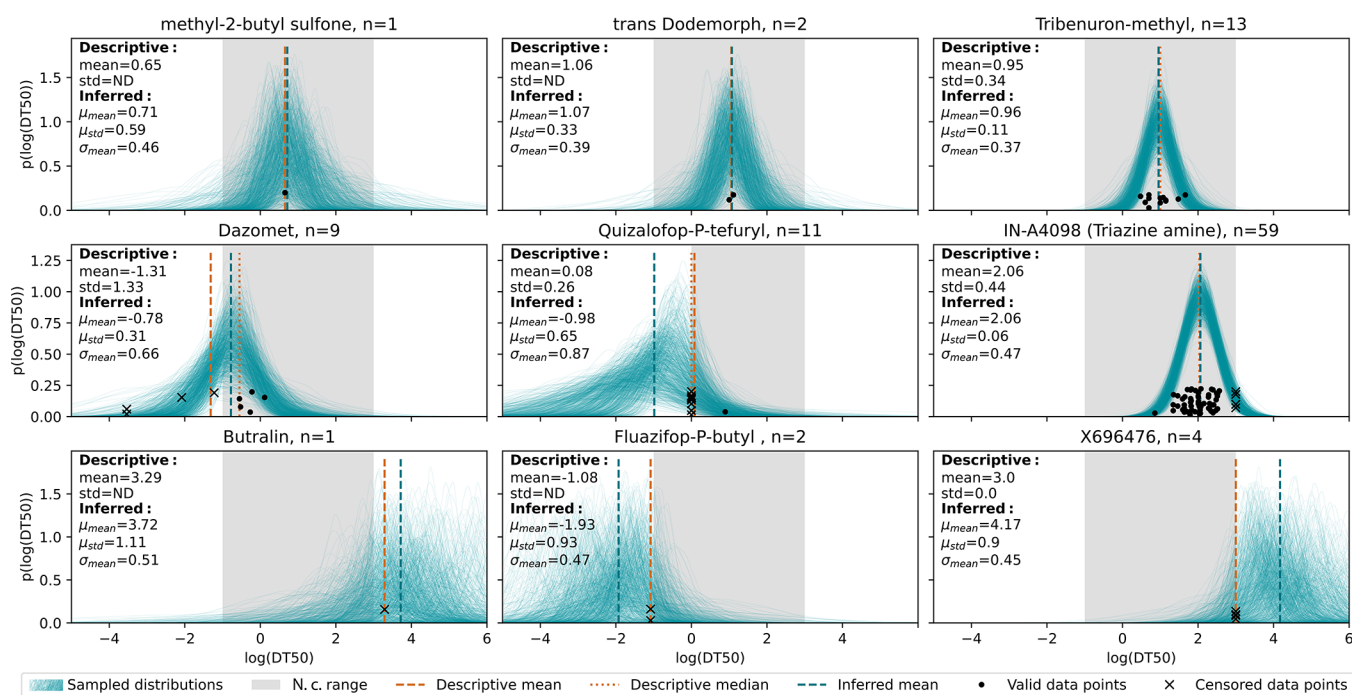 methyl-2-butyl sulfone, n=1
Descriptive:
mean=0.65
std=ND
Inferred:
μmean=0.71
μstd=0.59
σmean=0.46
p(log(DT50))
1.5
1.0
0.5
0.0
trans Dodemorph, n=2
Descriptive:
mean=1.06
std=ND
Inferred:
μmean=1.07
μstd=0.33
σmean=0.39
Tribenuron-methyl, n=13
Descriptive:
mean=0.95
std=0.34
Inferred:
μmean=0.96
μstd=0.11
σmean=0.37
Dazomet, n=9
Descriptive:
mean=-1.31
std=1.33
Inferred:
μmean=-0.78
μstd=0.31
σmean=0.66
p(log(DT50))
1.25
1.00
0.75
0.50
0.25
0.00
Quizalofop-P-tefuryl, n=11
Descriptive:
mean=0.08
std=0.26
Inferred:
μmean=-0.98
μstd=0.65
σmean=0.87
IN-A4098 (Triazine amine), n=59
Descriptive:
mean=2.06
std=0.44
Inferred:
μmean=2.06
μstd=0.06
σmean=0.47
Butralin, n=1
Descriptive:
mean=3.29
std=ND
Inferred:
μmean=3.72
μstd=1.11
σmean=0.51
p(log(DT50))
1.5
1.0
0.5
0.0
−4 −2 0 2 4 6
log(DT50)
Fluazifop-P-butyl , n=2
Descriptive:
mean=-1.08
std=ND
Inferred:
μmean=-1.93
μstd=0.93
σmean=0.47
−4 −2 0 2 4 6
log(DT50)
X696476, n=4
Descriptive:
mean=3.0
std=0.0
Inferred:
μmean=4.17
μstd=0.9
σmean=0.45
−4 −2 0 2 4 6
log(DT50)
Sampled distributions N.c. range Descriptive mean Descriptive median Inferred mean Valid data points Censored data points